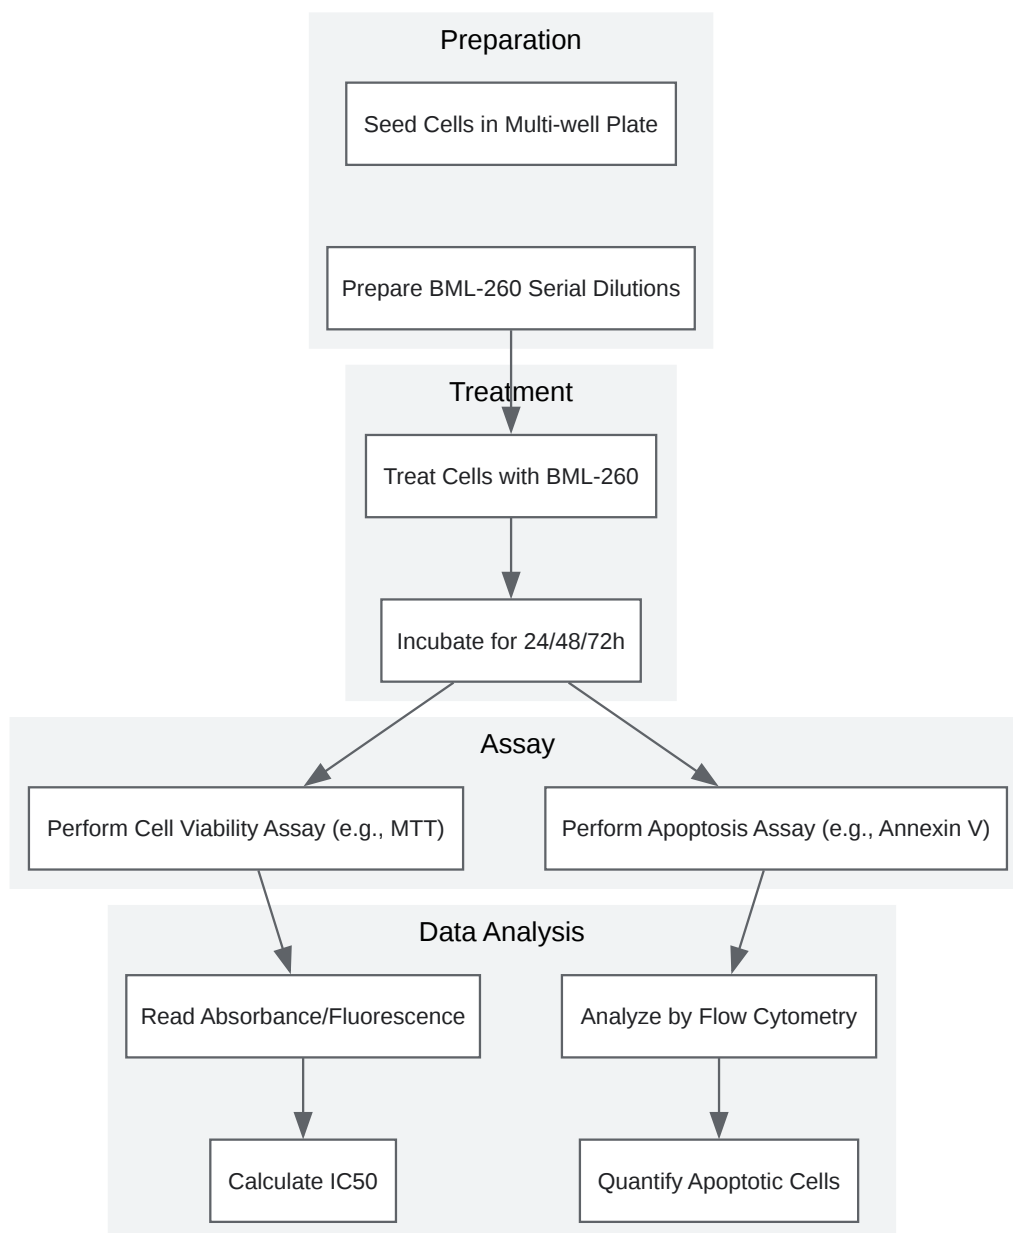 Preparation
Seed Cells in Multi-well Plate
Prepare BML-260 Serial Dilutions
Treatment
Treat Cells with BML-260
Incubate for 24/48/72h
Assay
Perform Cell Viability Assay (e.g., MTT)
Perform Apoptosis Assay (e.g., Annexin V)
Data Analysis
Read Absorbance/Fluorescence
Analyze by Flow Cytometry
Calculate IC50
Quantify Apoptotic Cells